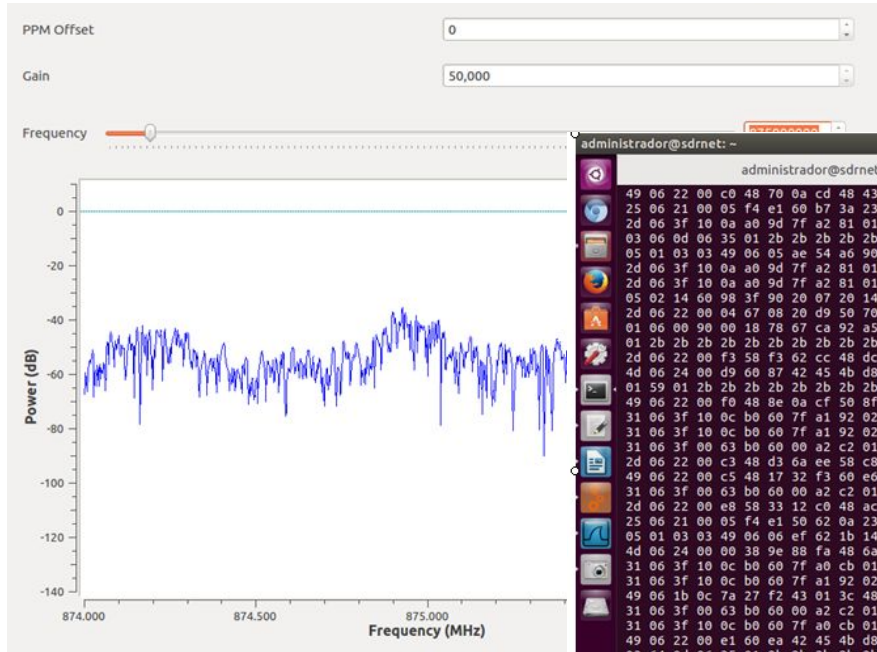 PPM Offset
0
Gain
50,000
Frequency
0
-20
-40
-60
-80
-100
-120
-140
Power (dB)
874.000
874.500
875.000
Frequency (MHz)
administrador@sdrnet: ~
administrador@sdrnet
49 06 22 00 c0 48 70 0a cd 48 43
25 06 21 00 05 f4 e1 60 b7 3a 23
2d 06 3f 10 0a a0 9d 7f a2 81 01
03 06 0d 06 35 01 2b 2b 2b 2b 2b
05 01 03 03 49 06 05 ae 54 a6 90
2d 06 3f 10 0a a0 9d 7f a2 81 01
2d 06 3f 10 0a a0 9d 7f a2 81 01
05 02 14 60 98 3f 90 20 07 20 14
2d 06 22 00 04 67 08 20 d9 50 70
01 06 00 90 00 18 78 67 ca 92 a5
01 2b 2b 2b 2b 2b 2b 2b 2b 2b 2b
2d 06 22 00 f5 58 f3 62 cc 48 dc
4d 06 24 00 d9 60 87 42 45 4b d8
01 59 01 2b 2b 2b 2b 2b 2b 2b 2b
49 06 22 00 f0 48 8e 0a cf 50 8f
31 06 3f 10 0c b0 60 7f a1 92 02
31 06 3f 10 0c b0 60 7f a1 92 02
31 06 3f 00 63 b0 60 00 a2 c2 01
2d 06 22 00 c3 48 d3 6a ee 58 c8
49 06 22 00 c5 48 17 32 f3 60 e6
31 06 3f 00 63 b0 60 00 a2 c2 01
2d 06 22 00 e8 58 33 12 c0 48 ac
25 06 21 00 05 f4 e1 50 62 0a 23
05 01 03 03 49 06 06 ef 62 1b 14
4d 06 24 00 00 38 9e 88 fa 48 6a
31 06 3f 10 0c b0 60 7f a0 cb 01
31 06 3f 10 0c b0 60 7f a1 92 02
49 06 1b 0c 7a 27 f2 43 01 3c 48
31 06 3f 00 63 b0 60 00 a2 c2 01
31 06 3f 10 0c b0 60 7f a0 cb 01
49 06 22 00 e1 60 ea 42 45 4b d8